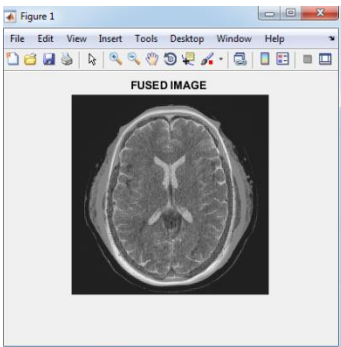 Figure 1
File Edit View Insert Tools Desktop Window Help
FUSED IMAGE